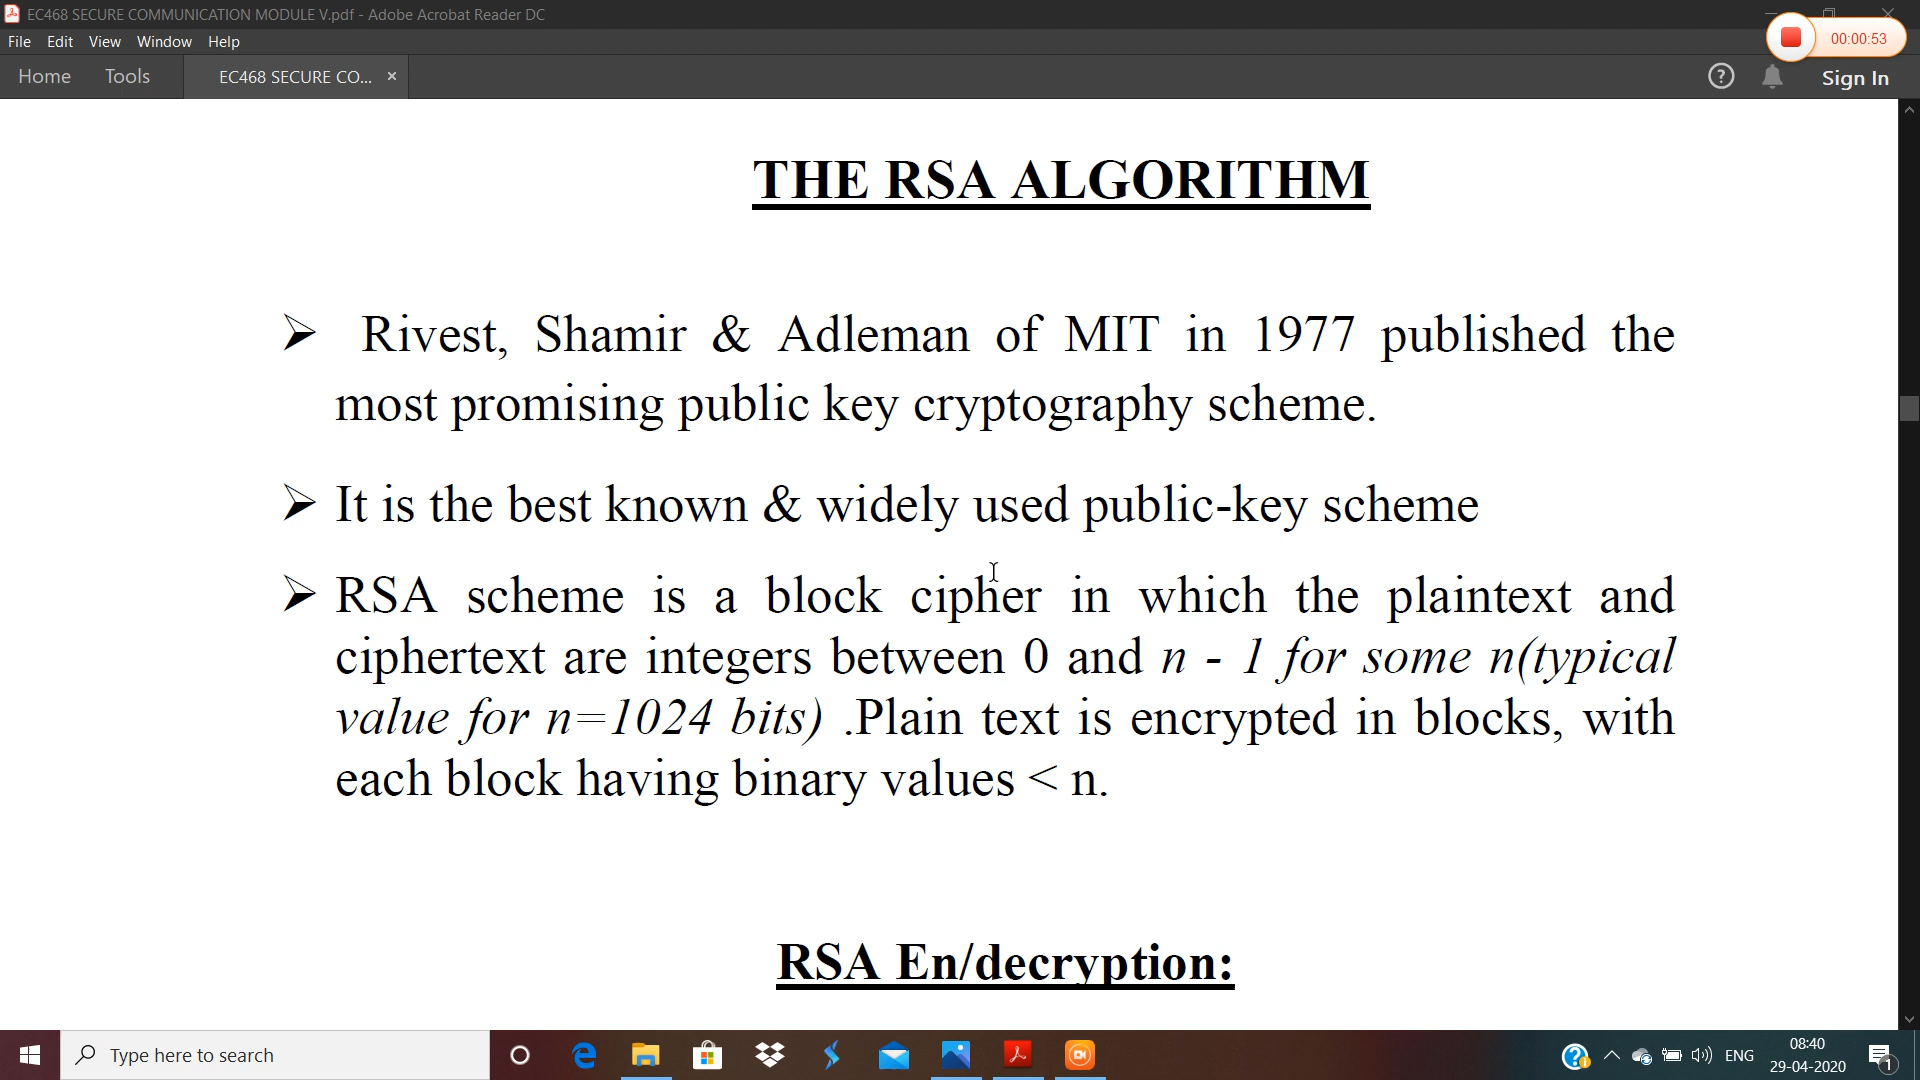 EC468 SECURE COMMUNICATION MODULE V.pdf - Adobe Acrobat Reader DC
File Edit View Window Help
00:00:53
Home Tools EC468 SECURE CO... × Sign In
THE RSA ALGORITHM
➢ Rivest, Shamir & Adleman of MIT in 1977 published the
most promising public key cryptography scheme.
➢ It is the best known & widely used public-key scheme
➢ RSA scheme is a block cipher in which the plaintext and
ciphertext are integers between 0 and n - 1 for some n(typical
value for n=1024 bits) .Plain text is encrypted in blocks, with
each block having binary values < n.
RSA En/decryption:
Type here to search
ENG
08:40
29-04-2020
1